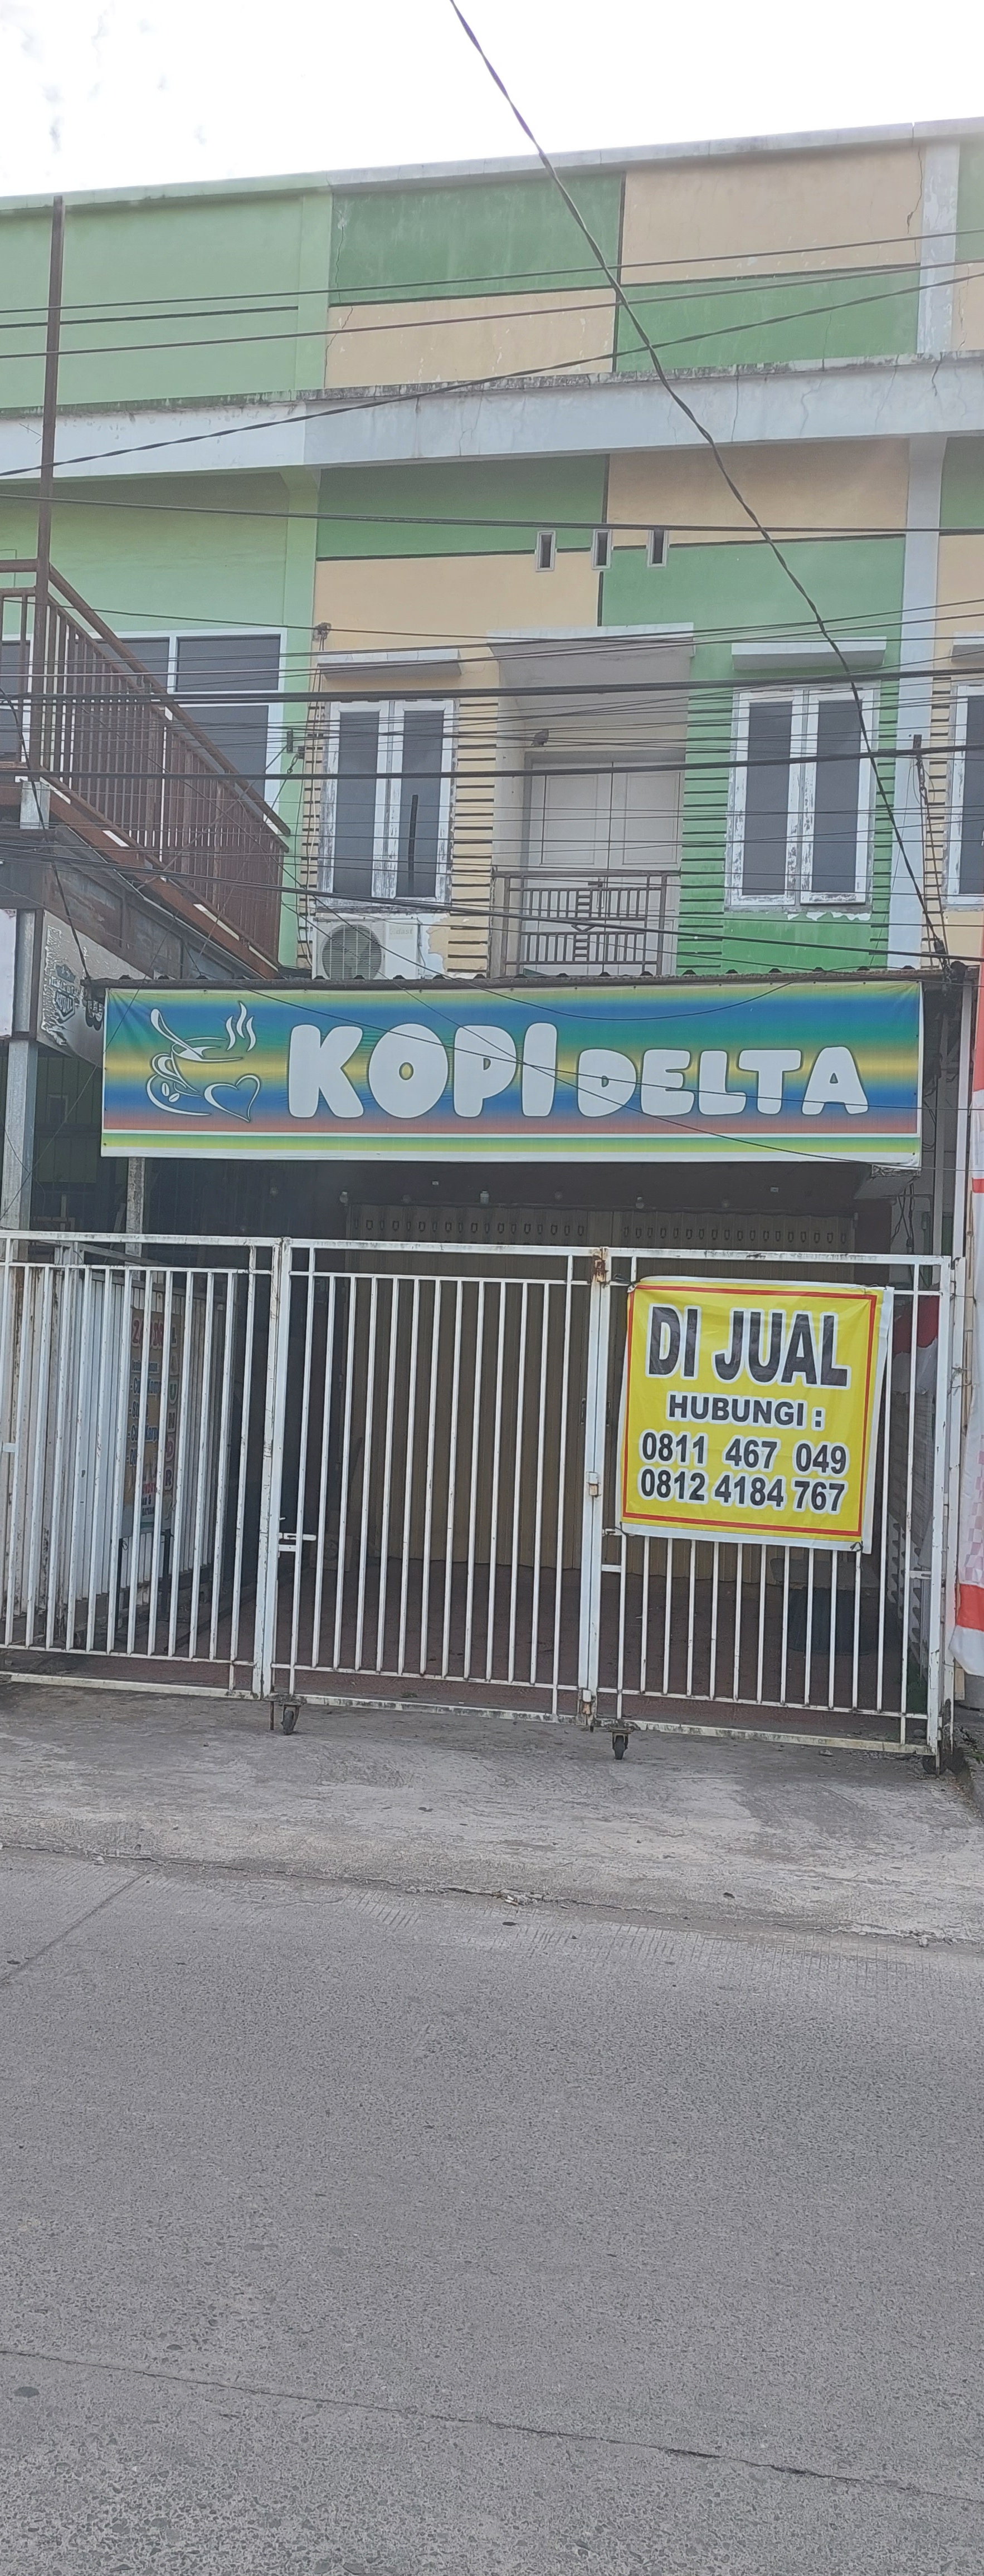 KOPI DELTA
DI JUAL
HUBUNGI :
0811 467 049
0812 4184 767